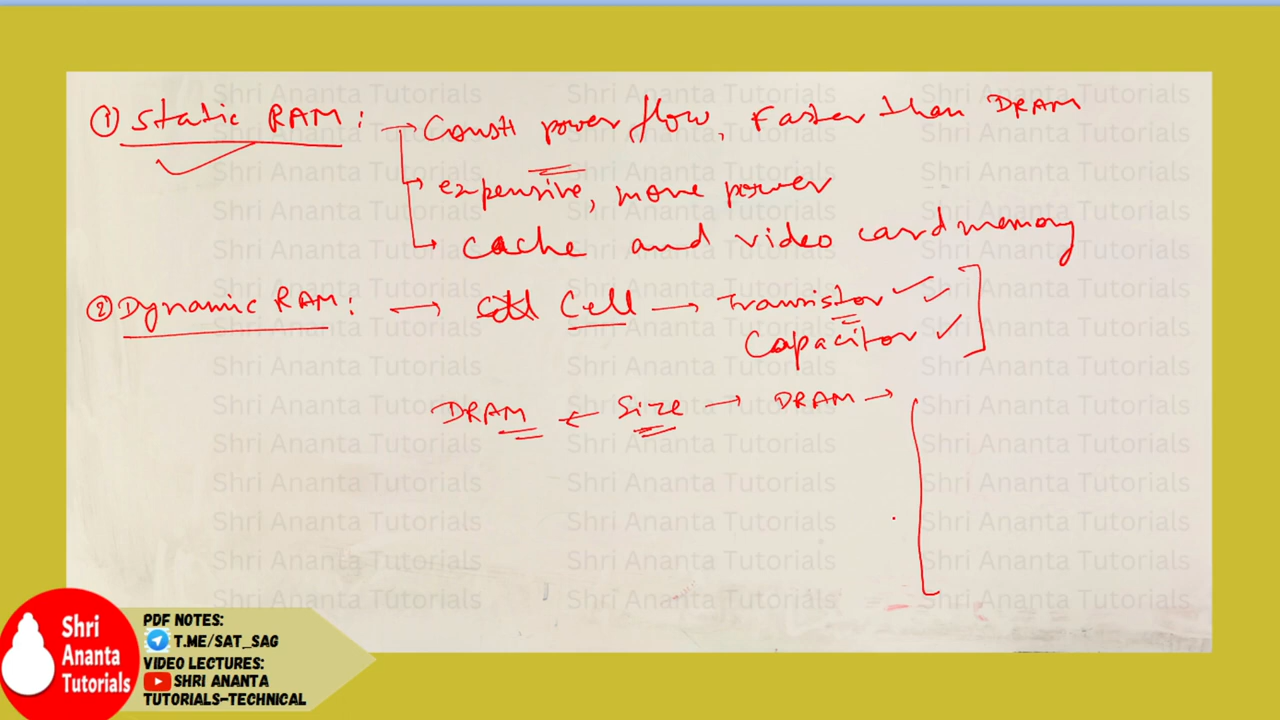 ① Static RAM: → Const power flow, Faster than DRAM
→ expensive, more power
→ cache and video card memory
② Dynamic RAM: → Cell → Transistor ✓✓
Capacitor ✓
DRAM ← Size → DRAM →
Shri Ananta Tutorials
PDF NOTES:
T.ME/SAT_SAG
VIDEO LECTURES:
SHRI ANANTA
TUTORIALS-TECHNICAL